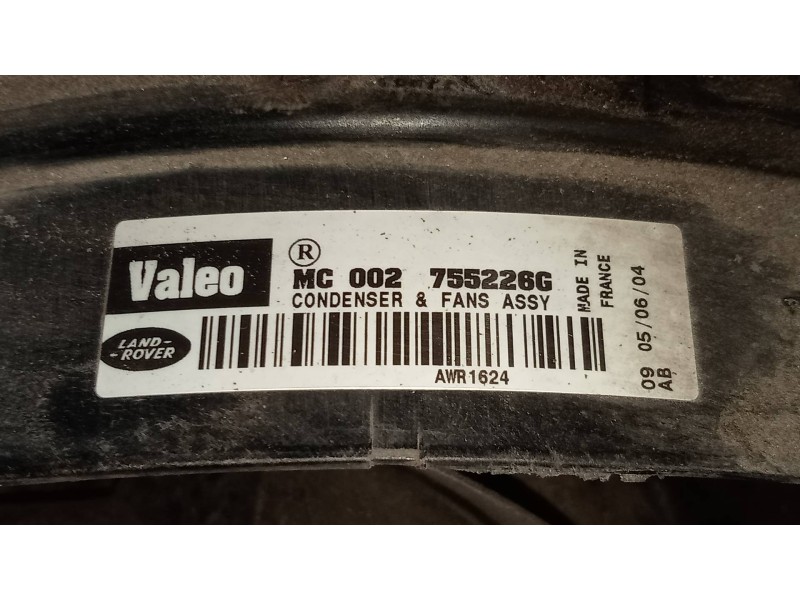 Valeo
®
MC 002 755226G
CONDENSER & FANS ASSY
LAND-
-ROVER
AWR1624
MADE IN
FRANCE
09 05/06/04
AB